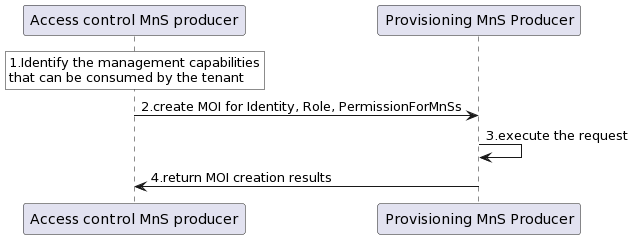 Access control MnS producer
Provisioning MnS Producer
1.Identify the management capabilities
that can be consumed by the tenant
2.create MOI for Identity, Role, PermissionForMnSs
3.execute the request
4.return MOI creation results
Access control MnS producer
Provisioning MnS Producer